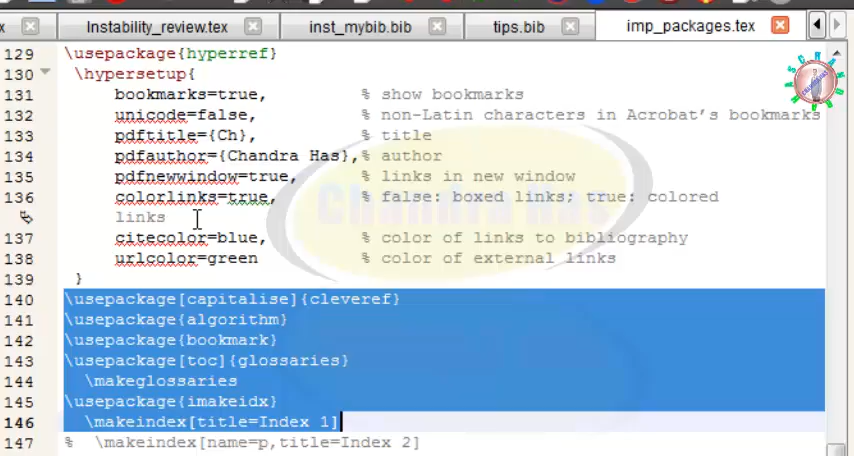 x Instability_review.tex inst_mybib.bib tips.bib imp_packages.tex
129 \usepackage{hyperref}
130 \hypersetup{
131 bookmarks=true, % show bookmarks
132 unicode=false, % non-Latin characters in Acrobat's bookmarks
133 pdftitle={Ch}, % title
134 pdfauthor={Chandra Has},% author
135 pdfnewwindow=true, % links in new window
136 colorlinks=true, % false: boxed links; true: colored
links
137 citecolor=blue, % color of links to bibliography
138 urlcolor=green % color of external links
139 }
140 \usepackage[capitalise]{cleveref}
141 \usepackage{algorithm}
142 \usepackage{bookmark}
143 \usepackage[toc]{glossaries}
144 \makeglossaries
145 \usepackage{imakeidx}
146 \makeindex[title=Index 1]
147 % \makeindex[name=p,title=Index 2]
Chandra Has